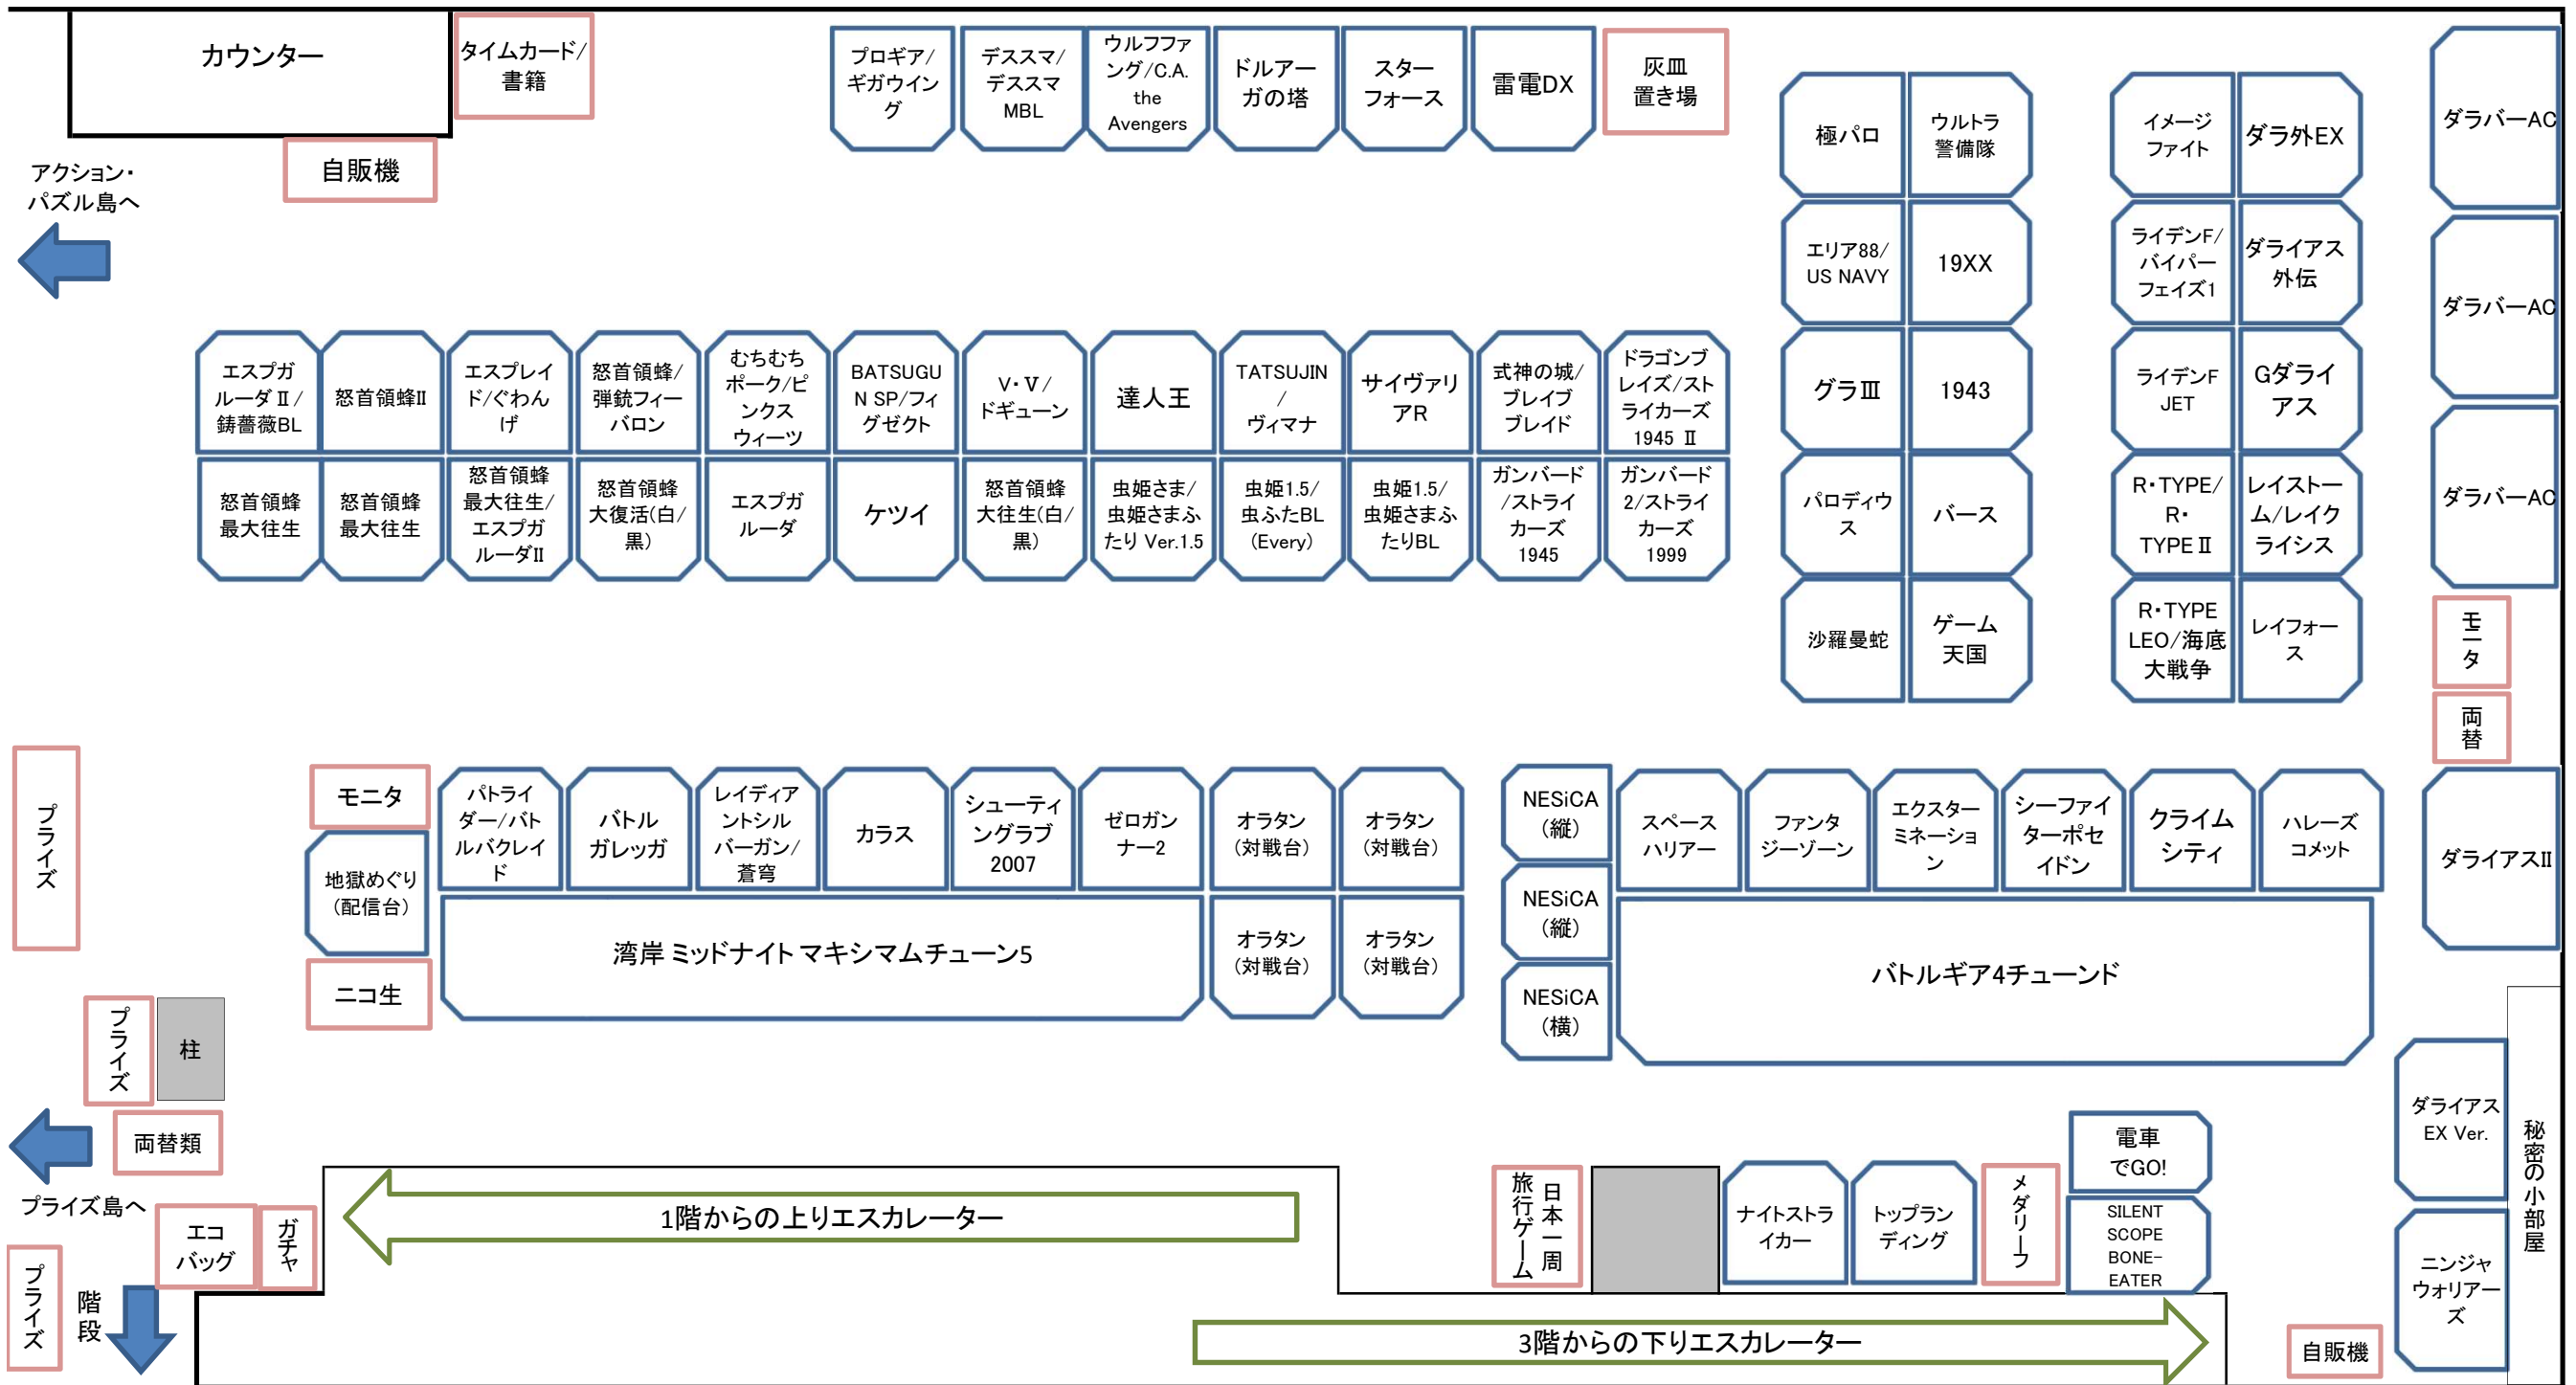 カウンター
タイムカード/
書籍
自販機
アクション・
パズル島へ
プロギア/
ギガウイン
グ
デススマ/
デススマ
MBL
ウルフファ
ング/C.A.
the
Avengers
ドルアー
ガの塔
スター
フォース
雷電DX
灰皿
置き場
極パロ
ウルトラ
警備隊
イメージ
ファイト
ダラ外EX
ダラバーAC
エリア88/
US NAVY
19XX
ライデンF/
バイパー
フェイズ1
ダライアス
外伝
ダラバーAC
グラⅢ
1943
ライデンF
JET
Gダライ
アス
ダラバーAC
パロディウ
ス
バース
R・TYPE/
R・
TYPEⅡ
レイストー
ム/レイク
ライシス
沙羅曼蛇
ゲーム
天国
R・TYPE
LEO/海底
大戦争
レイフォー
ス
モニタ
両替
エスプガ
ルーダⅡ/
鋳薔薇BL
怒首領蜂II
エスプレイ
ド/ぐわん
げ
怒首領蜂/
弾銃フィー
バロン
むちむち
ポーク/ピ
ンクス
ウィーツ
BATSUGU
N SP/フィ
グゼクト
V・V/
ドギューン
達人王
TATSUJIN
/
ヴィマナ
サイヴァリ
アR
式神の城/
ブレイブ
ブレイド
ドラゴンブ
レイズ/スト
ライカーズ
1945 Ⅱ
怒首領蜂
最大往生
怒首領蜂
最大往生
怒首領蜂
最大往生/
エスプガ
ルーダII
怒首領蜂
大復活(白/
黒)
エスプガ
ルーダ
ケツイ
怒首領蜂
大往生(白/
黒)
虫姫さま/
虫姫さまふ
たり Ver.1.5
虫姫1.5/
虫ふたBL
(Every)
虫姫1.5/
虫姫さまふ
たりBL
ガンバード
/ストライ
カーズ
1945
ガンバード
2/ストライ
カーズ
1999
プライズ
モニタ
地獄めぐり
(配信台)
ニコ生
パトライ
ダー/バト
ルバクレイ
ド
バトル
ガレッガ
レイディア
ントシル
バーガン/
蒼穹
カラス
シューティ
ングラブ
2007
ゼロガン
ナー2
オラタン
(対戦台)
オラタン
(対戦台)
湾岸 ミッドナイト マキシマムチューン5
オラタン
(対戦台)
オラタン
(対戦台)
NESiCA
(縦)
NESiCA
(縦)
NESiCA
(横)
スペース
ハリアー
ファンタ
ジーゾーン
エクスター
ミネーショ
ン
シーファイ
ターポセ
イドン
クライム
シティ
ハレーズ
コメット
バトルギア4チューンド
ダライアスII
プライズ
柱
両替類
プライズ島へ
エコ
バッグ
ガチャ
プライズ
階段
1階からの上りエスカレーター
3階からの下りエスカレーター
日本一周
旅行ゲーム
ナイトストラ
イカー
トップラン
ディング
メダリーフ
電車
でGO!
SILENT
SCOPE
BONE-
EATER
ダライアス
EX Ver.
ニンジャ
ウォリアー
ズ
秘密の小部屋
自販機